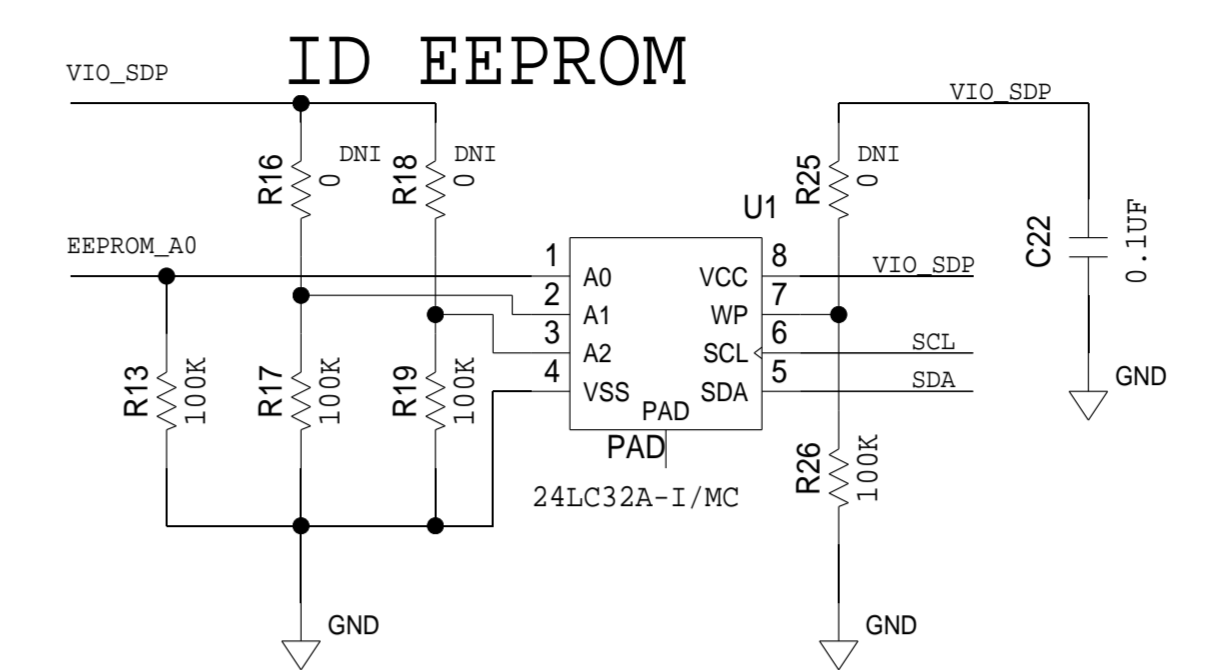 ID EEPROM
VIO_SDP
VIO_SDP
R16
DNI
0
R18
DNI
0
R25
DNI
0
U1
C22
0.1UF
EEPROM_A0
1
A0
2
A1
3
A2
4
VSS
PAD
PAD
8
VCC
VIO_SDP
7
WP
6
SCL
SCL
5
SDA
SDA
R13
100K
R17
100K
R19
100K
24LC32A-I/MC
R26
100K
GND
GND
GND